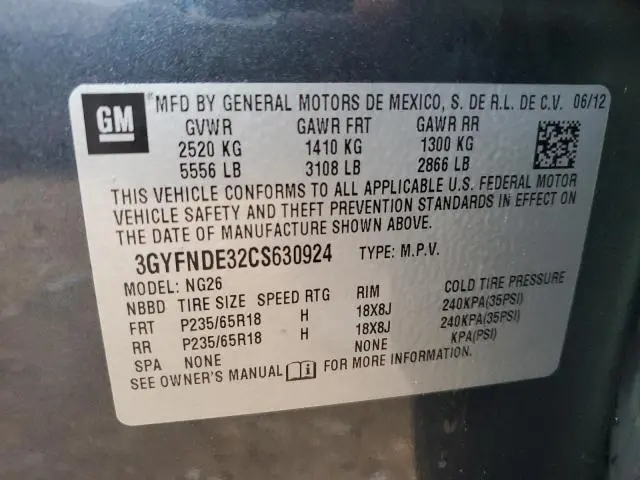 GM
MFD BY GENERAL MOTORS DE MEXICO, S. DE R.L. DE C.V. 06/12
GVWR GAWR FRT GAWR RR
2520 KG 1410 KG 1300 KG
5556 LB 3108 LB 2866 LB
THIS VEHICLE CONFORMS TO ALL APPLICABLE U.S. FEDERAL MOTOR
VEHICLE SAFETY AND THEFT PREVENTION STANDARDS IN EFFECT ON
THE DATE OF MANUFACTURE SHOWN ABOVE.
3GYFNDE32CS630924 TYPE: M.P.V.
MODEL: NG26
NBBD TIRE SIZE SPEED RTG RIM COLD TIRE PRESSURE
FRT P235/65R18 H 18X8J 240KPA(35PSI)
RR P235/65R18 H 18X8J 240KPA(35PSI)
SPA NONE NONE KPA(PSI)
SEE OWNER'S MANUAL FOR MORE INFORMATION.